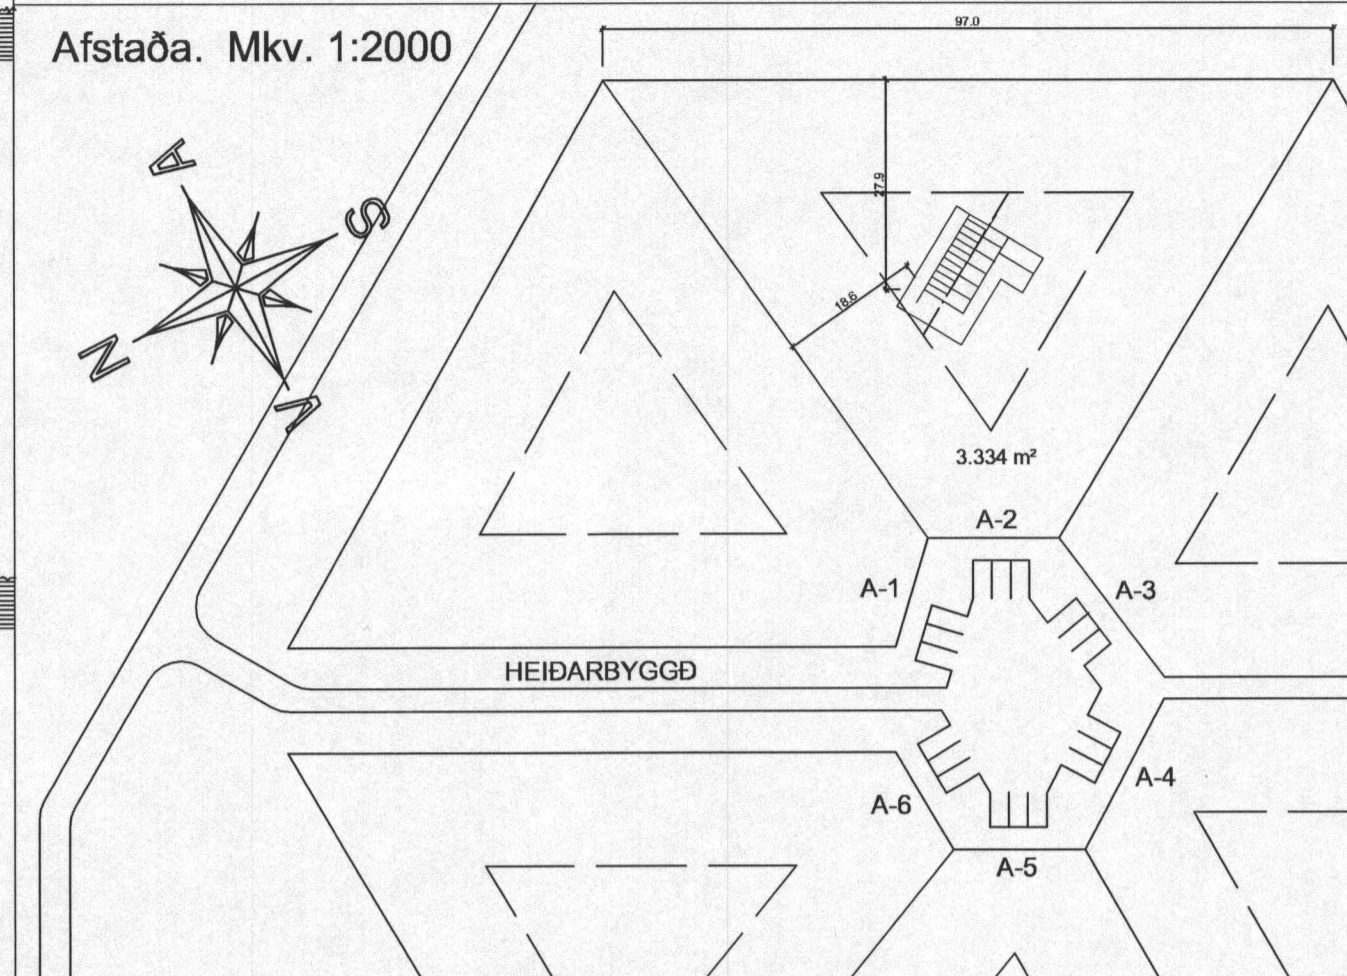 Afstaða. Mkv. 1:2000
97.0
A
S
N
V
27.9
18.6
3.334 m²
A-2
A-1
A-3
HEIÐARBYGGÐ
A-4
A-6
A-5